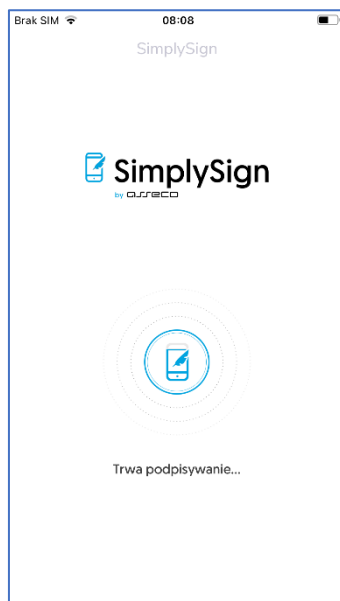 Brak SIM 08:08
SimplySign
SimplySign
by asseco
Trwa podpisywanie...